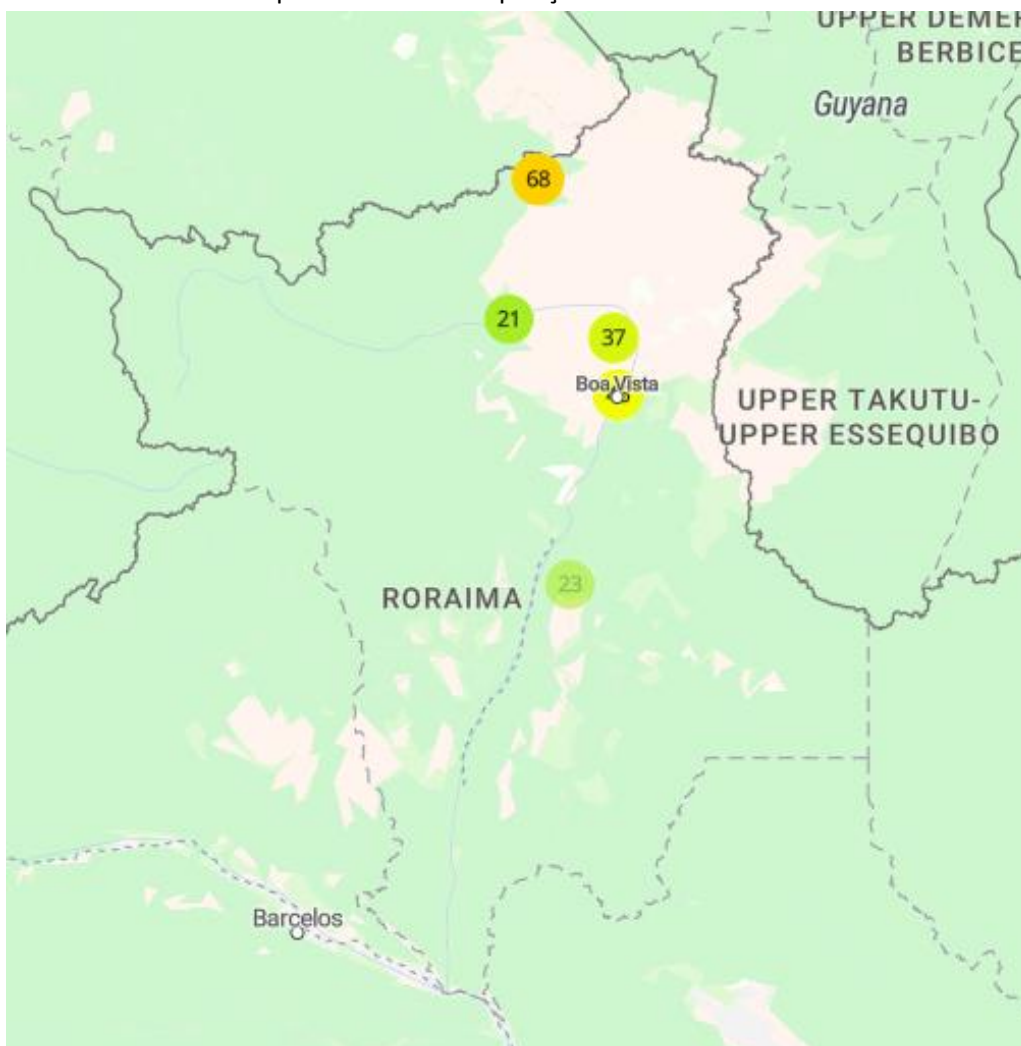 UPPER DEMER
BERBICE
Guyana
68
21
37
Boa Vista
UPPER TAKUTU-
UPPER ESSEQUIBO
23
RORAIMA
Barcelos